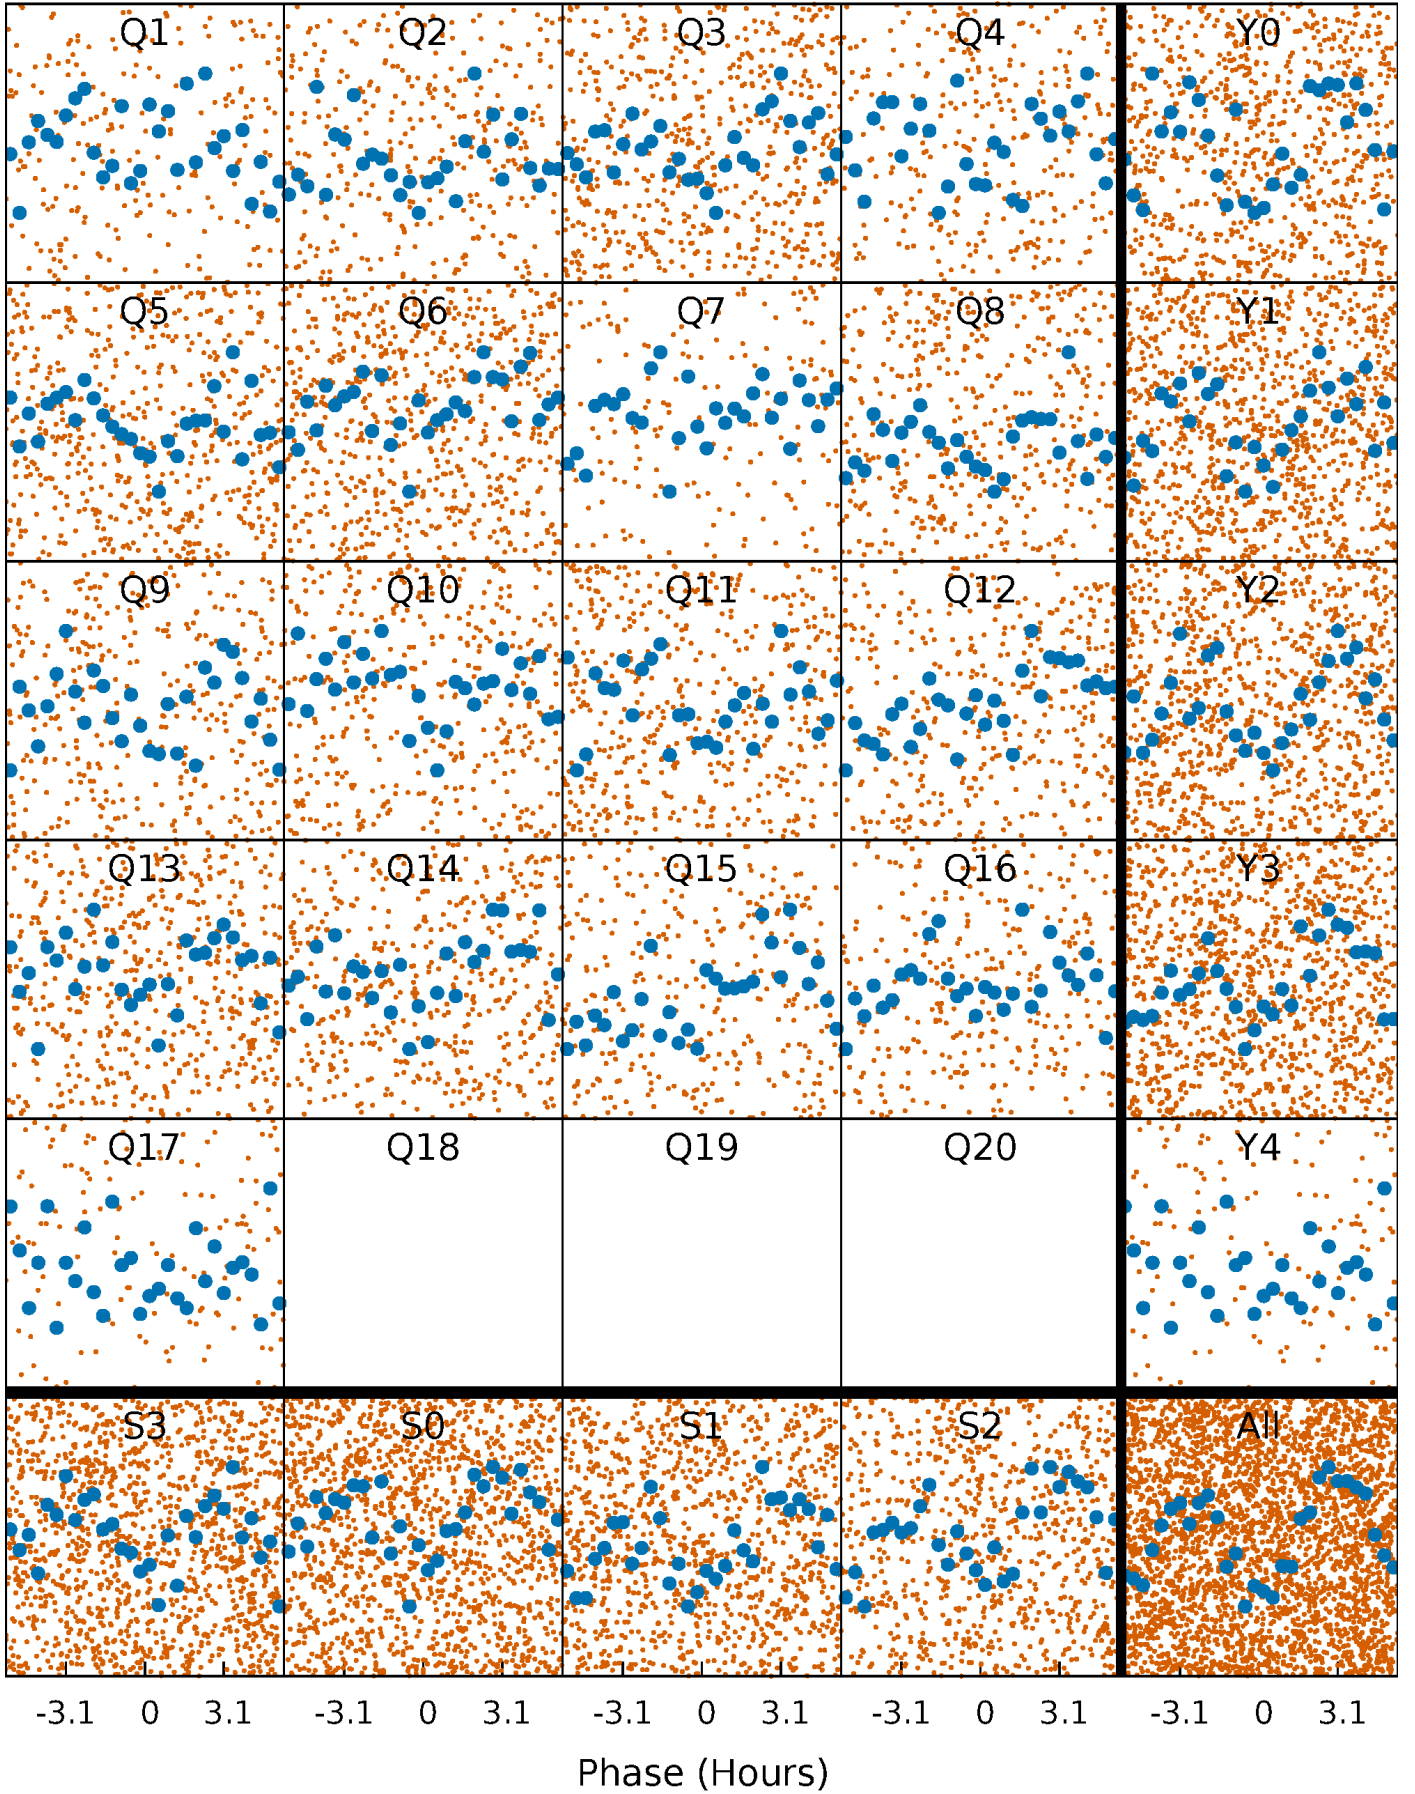 Q1 Q2 Q3 Q4 Y0
Q5 Q6 Q7 Q8 Y1
Q9 Q10 Q11 Q12 Y2
Q13 Q14 Q15 Q16 Y3
Q17 Q18 Q19 Q20 Y4
S3 S0 S1 S2 All
-3.1 0 3.1 -3.1 0 3.1 -3.1 0 3.1 -3.1 0 3.1 -3.1 0 3.1
Phase (Hours)